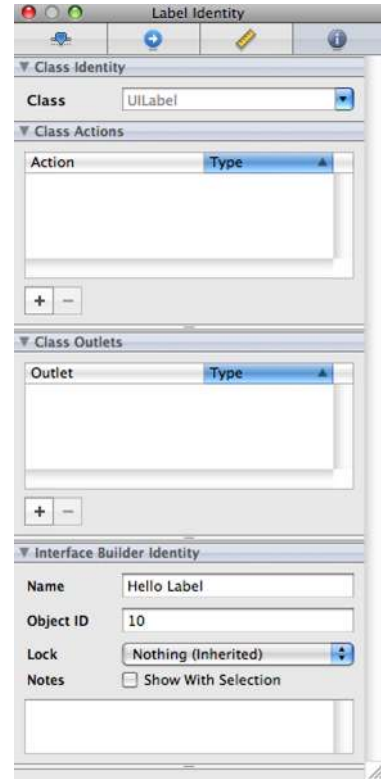 Label Identity
Class Identity
Class UILabel
Class Actions
Action Type
+ −
Class Outlets
Outlet Type
+ −
Interface Builder Identity
Name Hello Label
Object ID 10
Lock Nothing (Inherited)
Notes Show With Selection